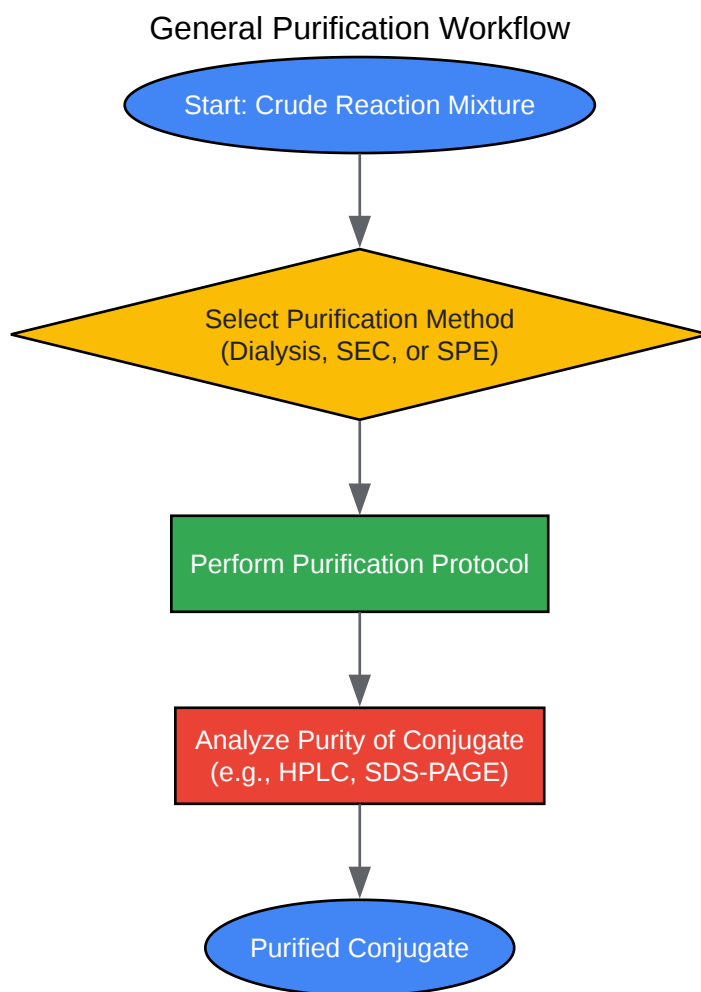 General Purification Workflow
Start: Crude Reaction Mixture
Select Purification Method
(Dialysis, SEC, or SPE)
Perform Purification Protocol
Analyze Purity of Conjugate
(e.g., HPLC, SDS-PAGE)
Purified Conjugate